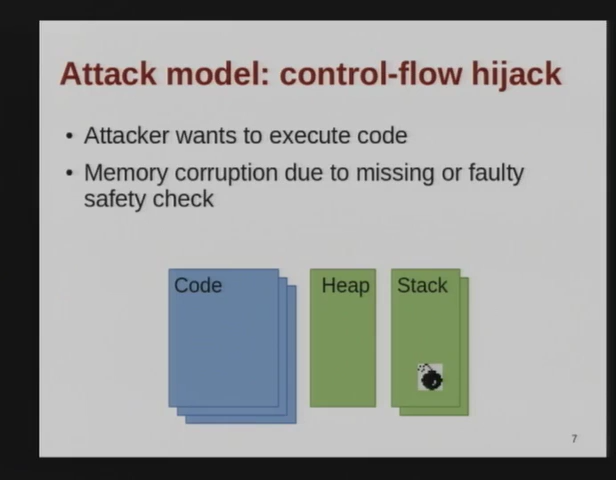 Attack model: control-flow hijack
• Attacker wants to execute code
• Memory corruption due to missing or faulty
safety check
Code
Heap
Stack
7